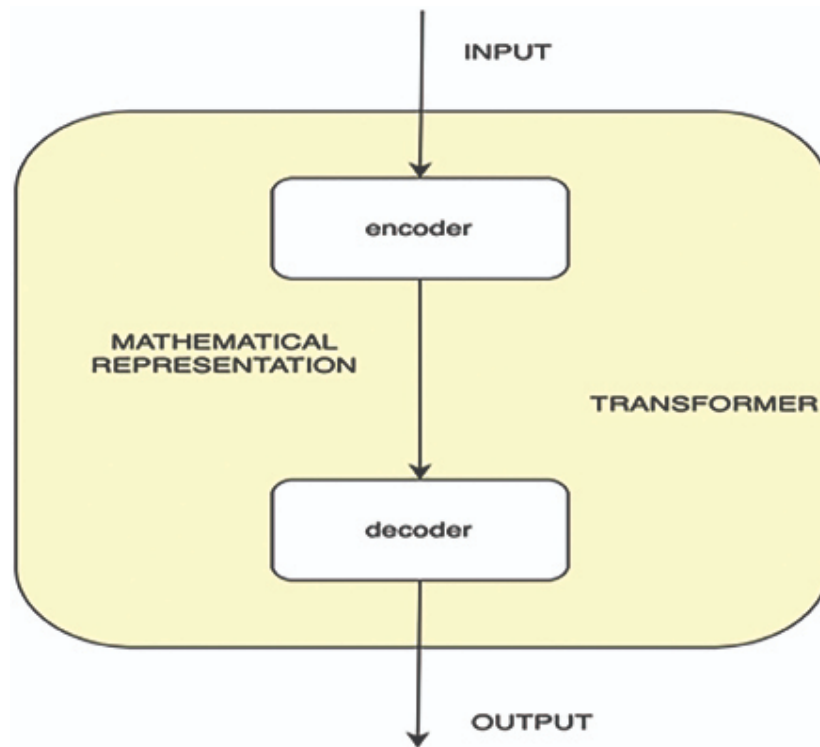 INPUT
encoder
MATHEMATICAL
REPRESENTATION
TRANSFORMER
decoder
OUTPUT